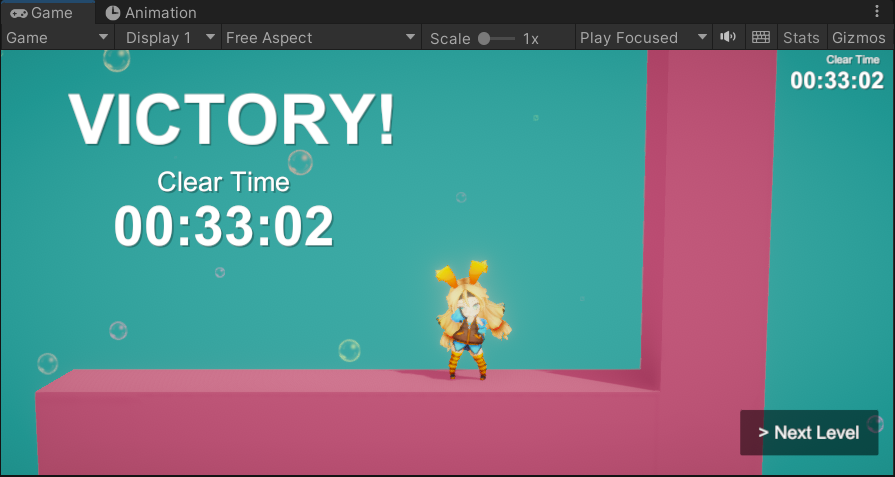 Game
Animation
Game
Display 1
Free Aspect
Scale
1x
Play Focused
Stats
Gizmos
Clear Time
00:33:02
VICTORY!
Clear Time
00:33:02
> Next Level